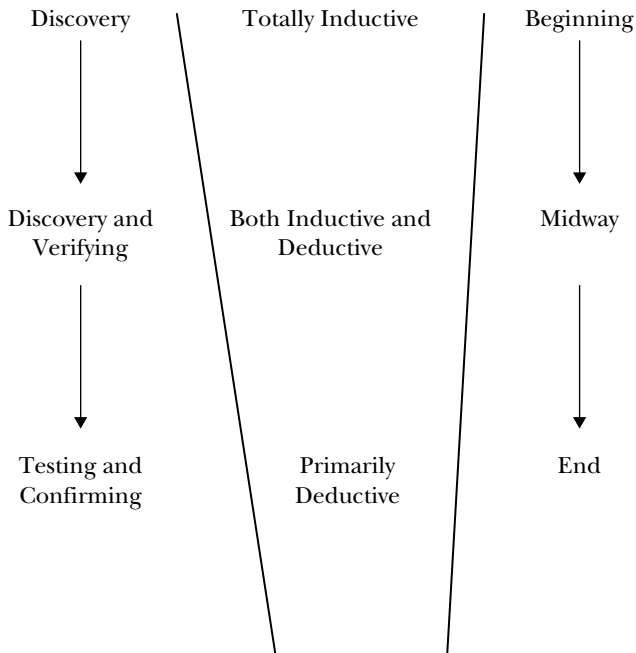 Discovery
Totally Inductive
Beginning
Discovery and
Verifying
Both Inductive and
Deductive
Midway
Testing and
Confirming
Primarily
Deductive
End